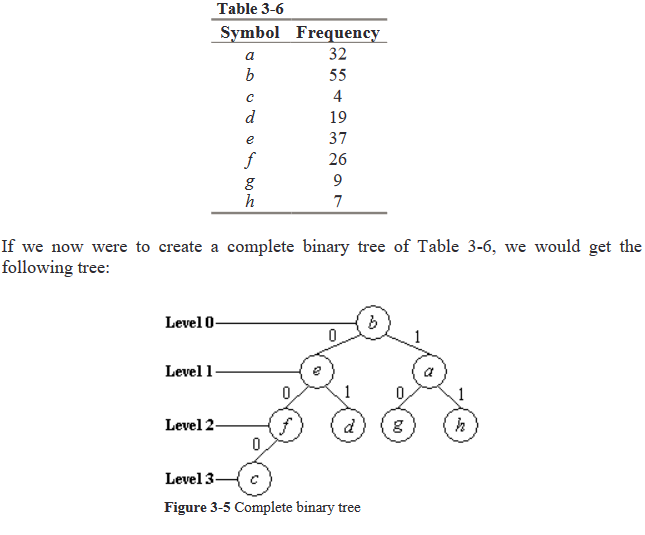 Table 3-6
Symbol Frequency
a 32
b 55
c 4
d 19
e 37
f 26
g 9
h 7
If we now were to create a complete binary tree of Table 3-6, we would get the
following tree:
Level 0 b
0 1
Level 1 e a
0 1 0 1
Level 2 f d g h
0
Level 3 c
Figure 3-5 Complete binary tree